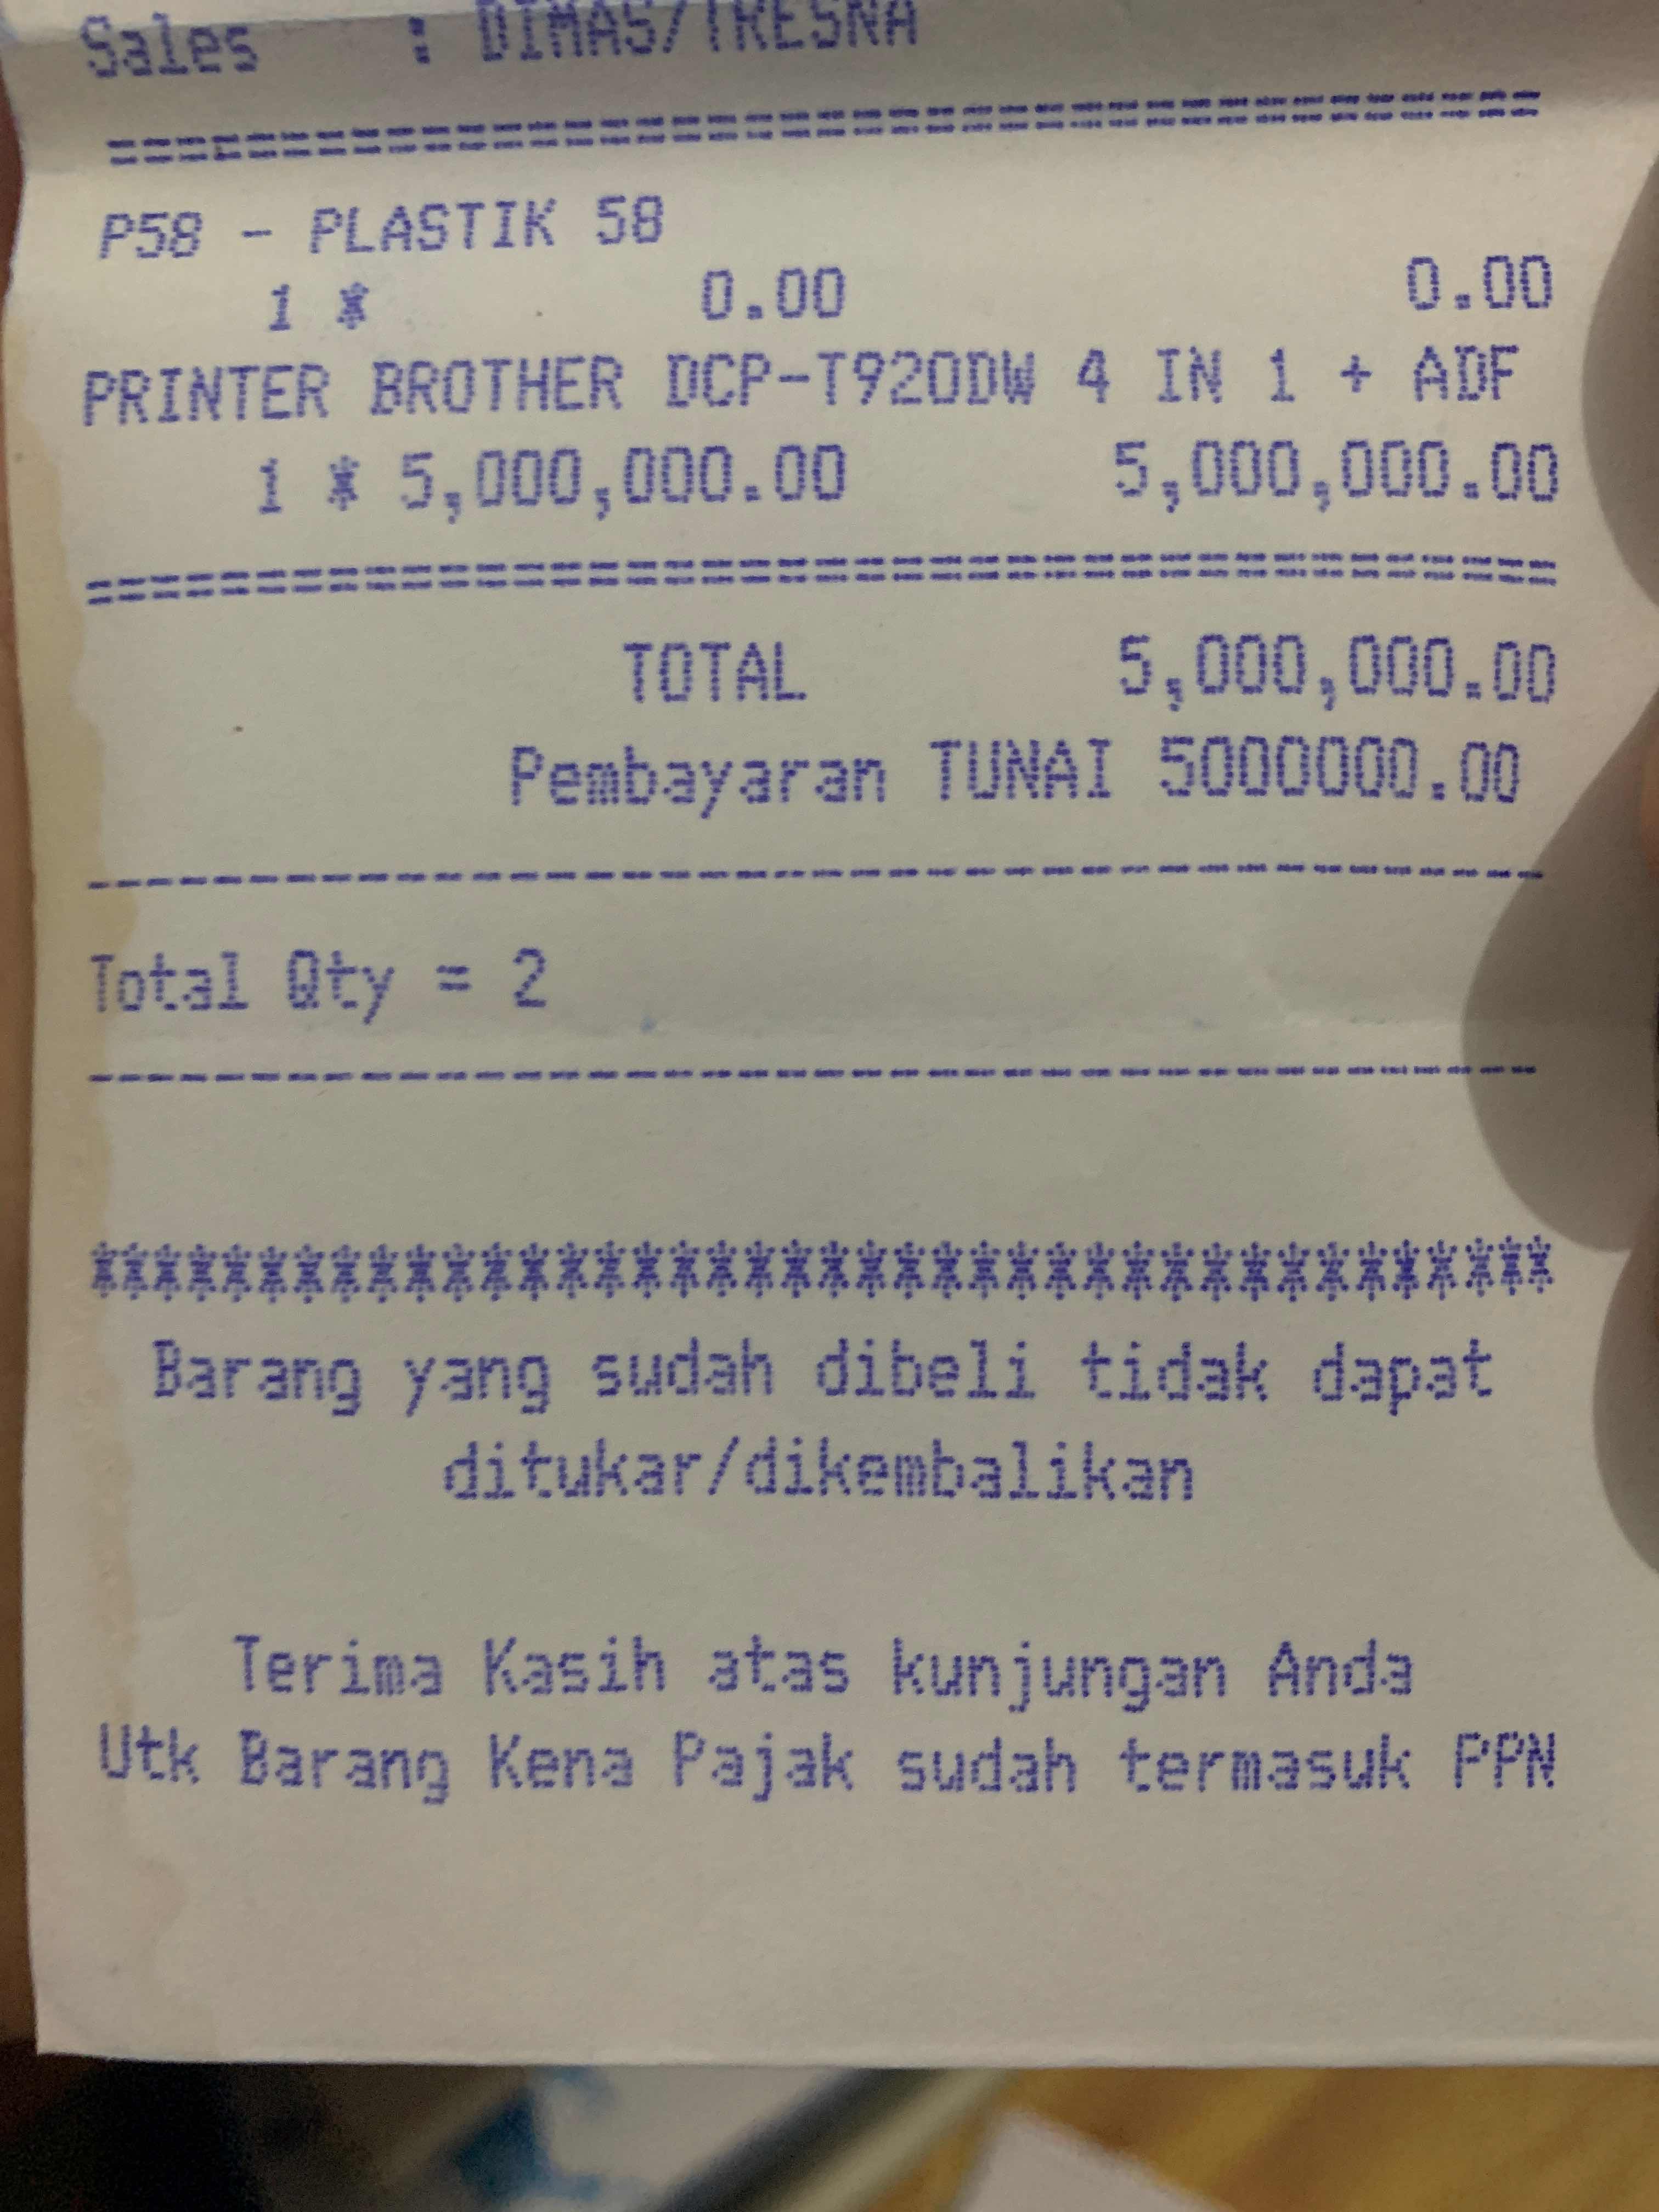 Sales : DIMAS/TRESNA
P58 - PLASTIK 58
1 * 0.00 0.00
PRINTER BROTHER DCP-T920DW 4 IN 1 + ADF
1 * 5,000,000.00 5,000,000.00
TOTAL 5,000,000.00
Pembayaran TUNAI 5000000.00
Total Qty = 2
***************************************
Barang yang sudah dibeli tidak dapat
ditukar/dikembalikan
Terima Kasih atas kunjungan Anda
Utk Barang Kena Pajak sudah termasuk PPN